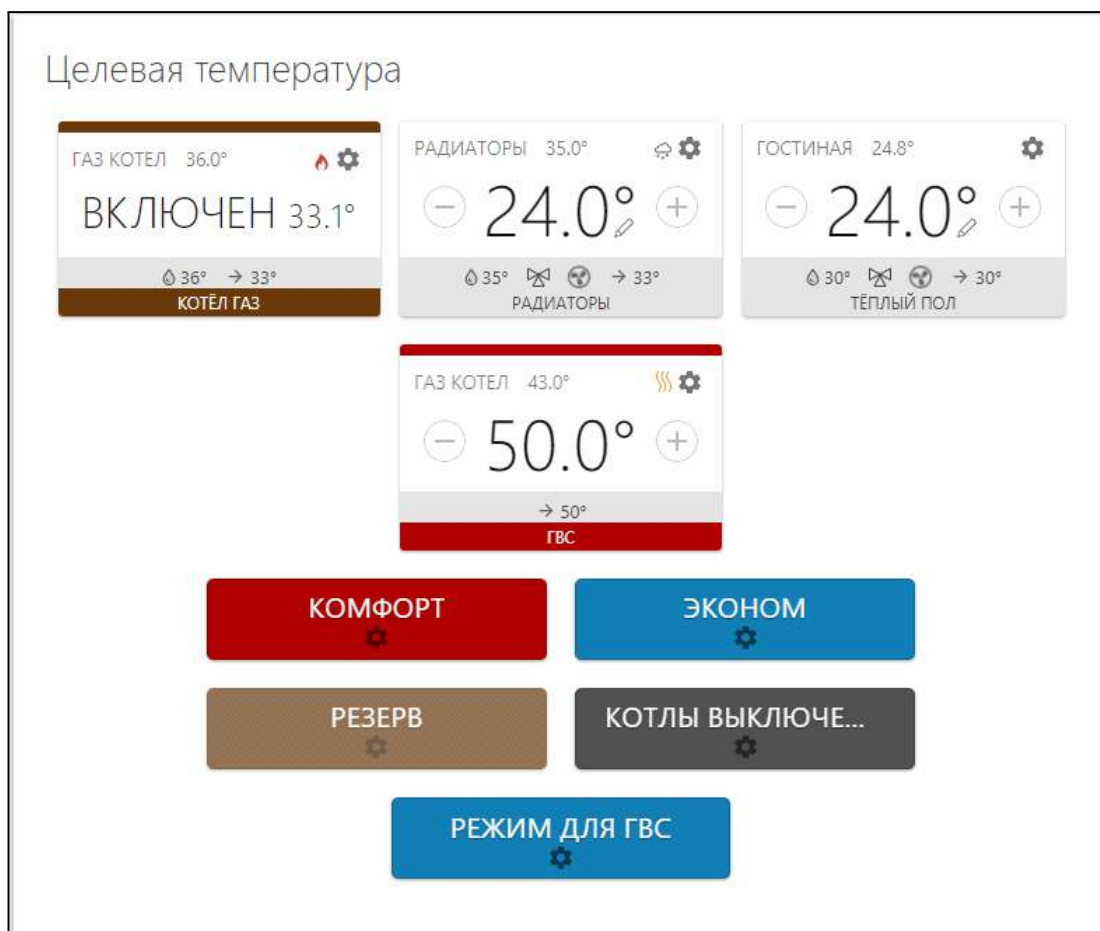 Целевая температура
ГАЗ КОТЕЛ 36.0°
ВКЛЮЧЕН 33.1°
36° → 33°
КОТЁЛ ГАЗ
РАДИАТОРЫ 35.0°
24.0°
35° → 33°
РАДИАТОРЫ
ГОСТИНАЯ 24.8°
24.0°
30° → 30°
ТЁПЛЫЙ ПОЛ
ГАЗ КОТЕЛ 43.0°
50.0°
→ 50°
ГВС
КОМФОРТ
ЭКОНОМ
РЕЗЕРВ
КОТЛЫ ВЫКЛЮЧЕ...
РЕЖИМ ДЛЯ ГВС